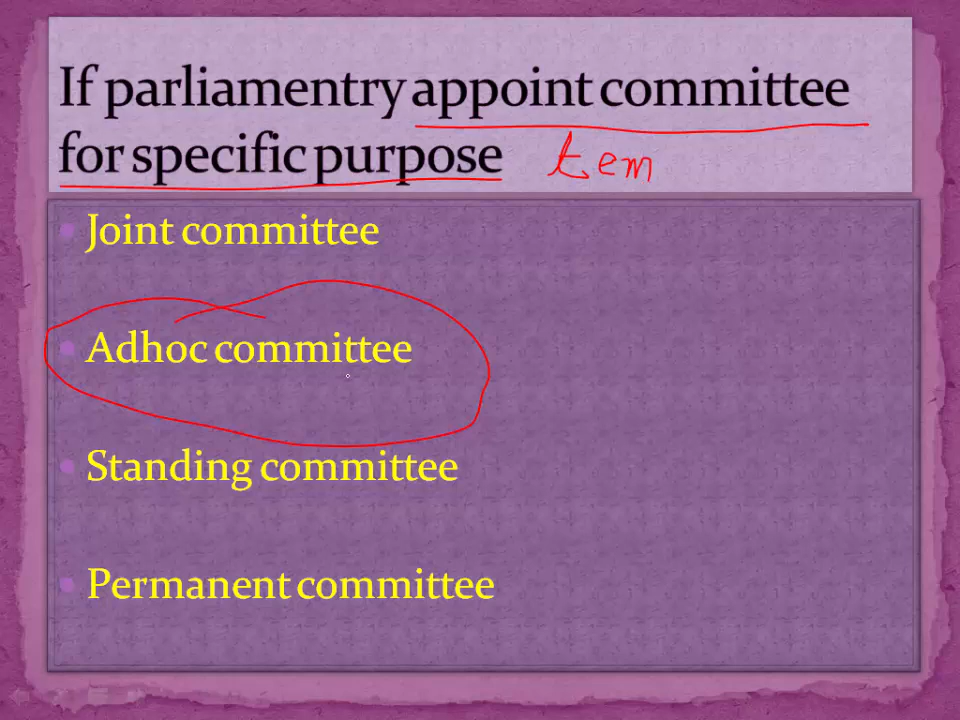 If parliamentry appoint committee
for specific purpose tem
Joint committee
Adhoc committee
Standing committee
Permanent committee